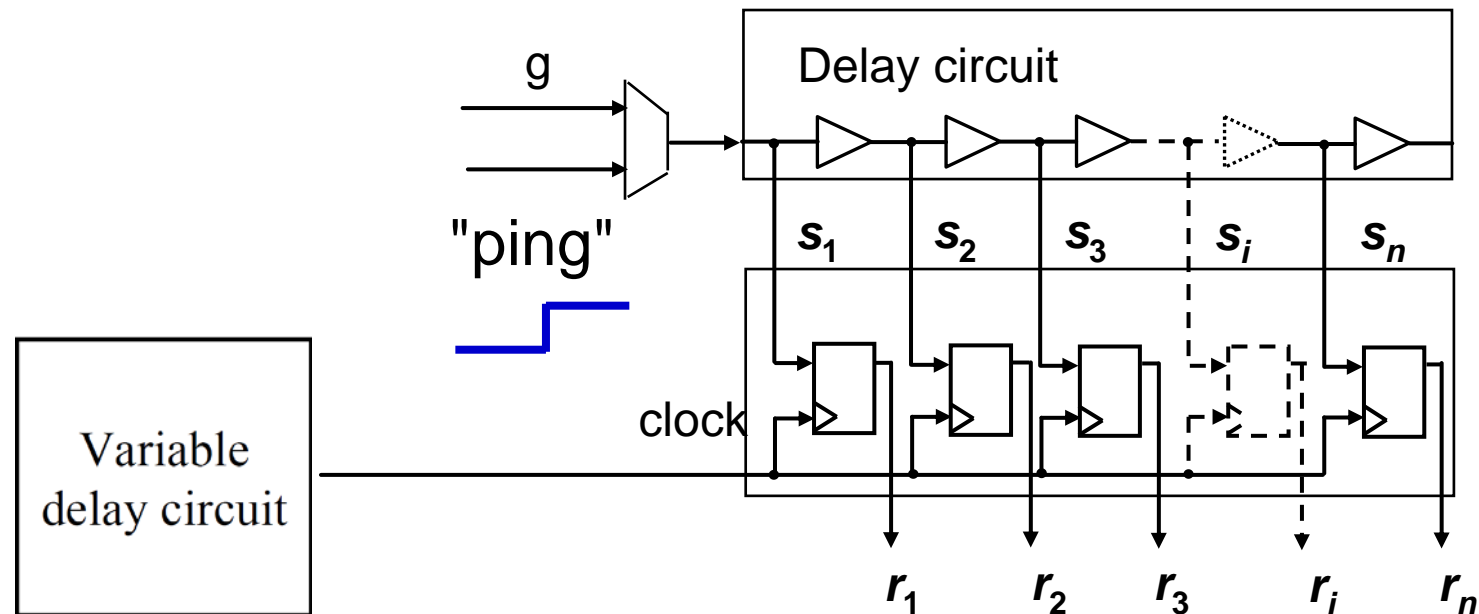 g
Delay circuit
"ping"
s1 s2 s3 si sn
clock
Variable
delay circuit
r1 r2 r3 ri rn